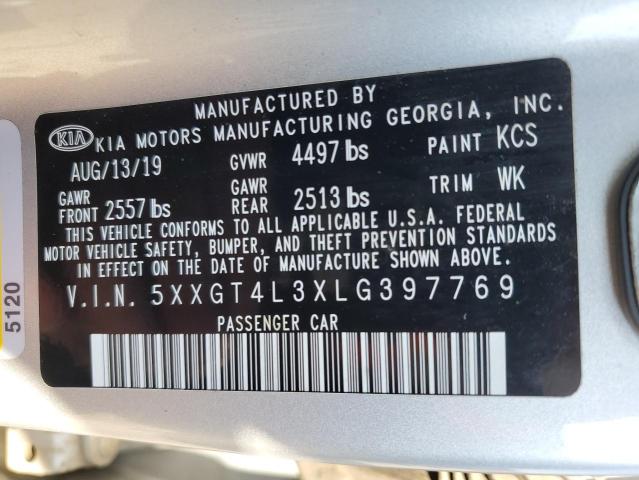 MANUFACTURED BY
KIA KIA MOTORS MANUFACTURING GEORGIA, INC.
AUG/13/19 GVWR 4497 lbs PAINT KCS
GAWR FRONT 2557 lbs GAWR REAR 2513 lbs TRIM WK
THIS VEHICLE CONFORMS TO ALL APPLICABLE U.S.A. FEDERAL
MOTOR VEHICLE SAFETY, BUMPER, AND THEFT PREVENTION STANDARDS
IN EFFECT ON THE DATE OF MANUFACTURE SHOWN ABOVE.
V.I.N. 5XXGT4L3XLG397769
PASSENGER CAR
5120